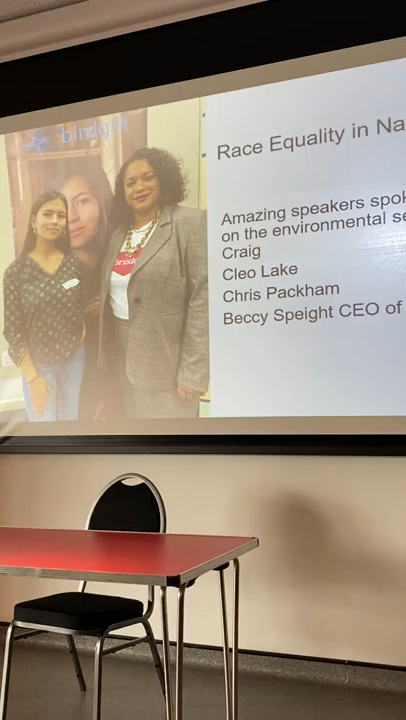 birdgirl
Race Equality in Na
Amazing speakers spok
on the environmental se
Craig
Cleo Lake
Chris Packham
Beccy Speight CEO of